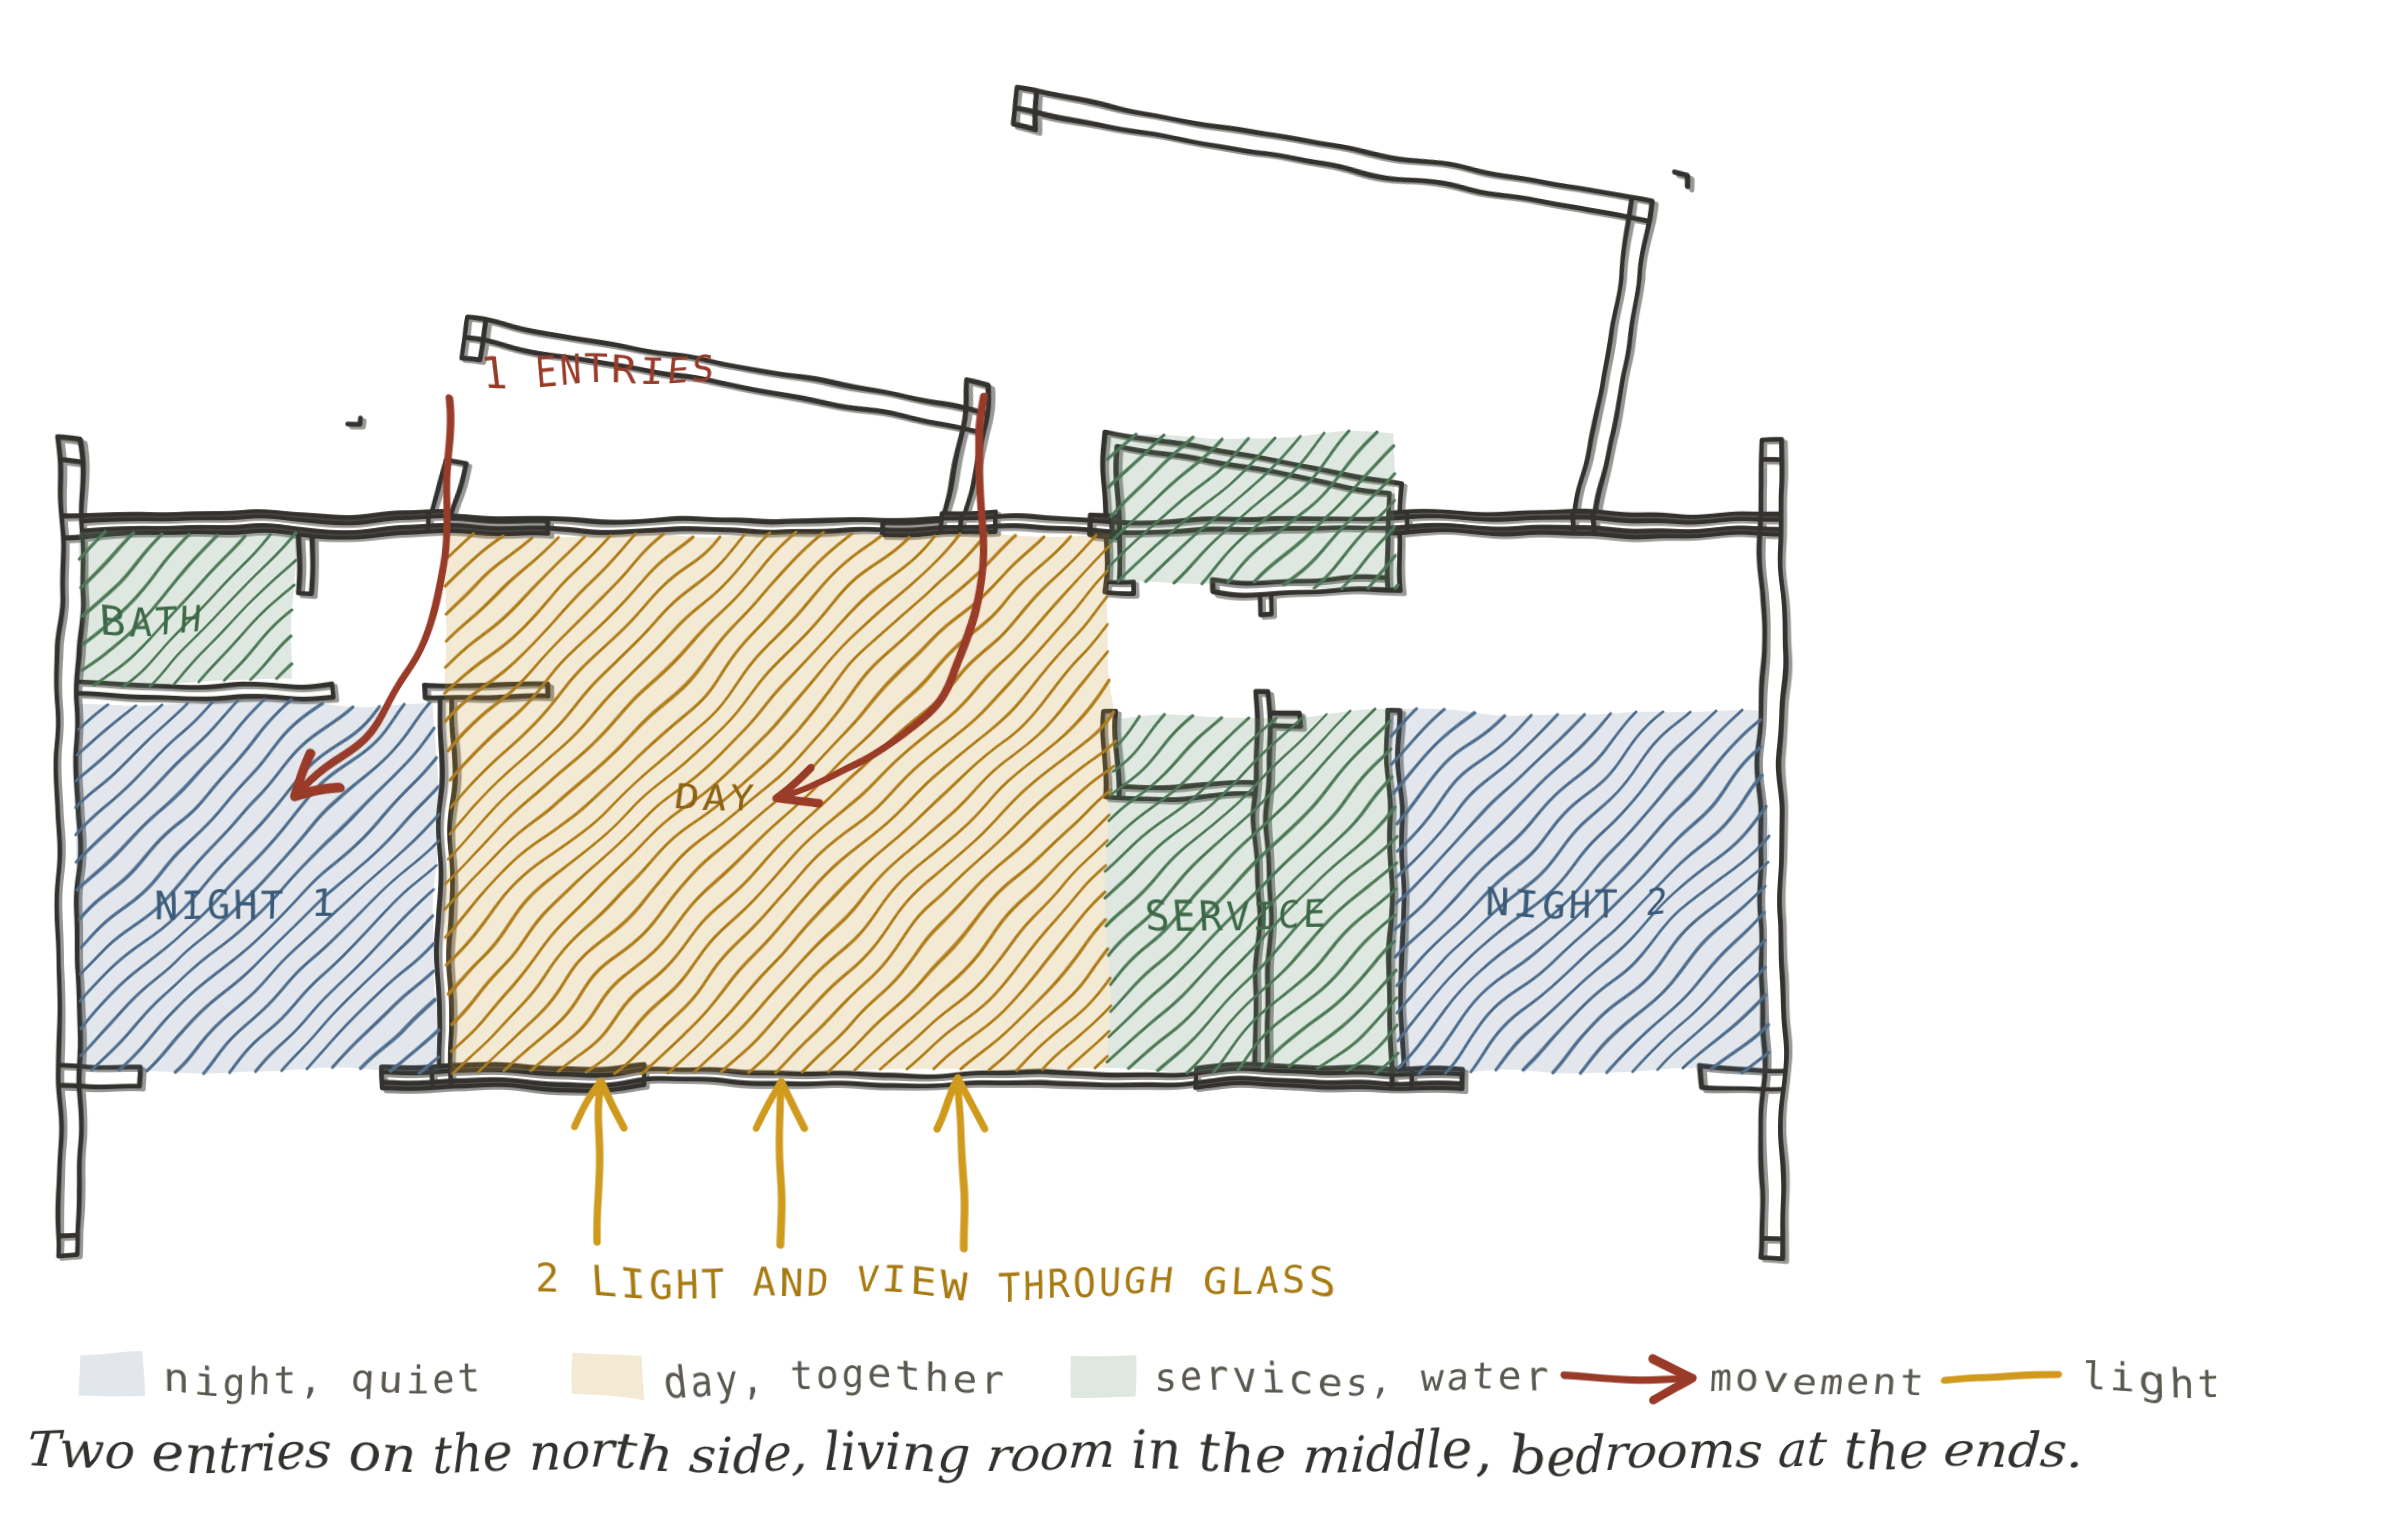 1 ENTRIES
BATH
DAY
NIGHT 1
SERVICE
NIGHT 2
2 LIGHT AND VIEW THROUGH GLASS
night, quiet day, together services, water movement light
Two entries on the north side, living room in the middle, bedrooms at the ends.